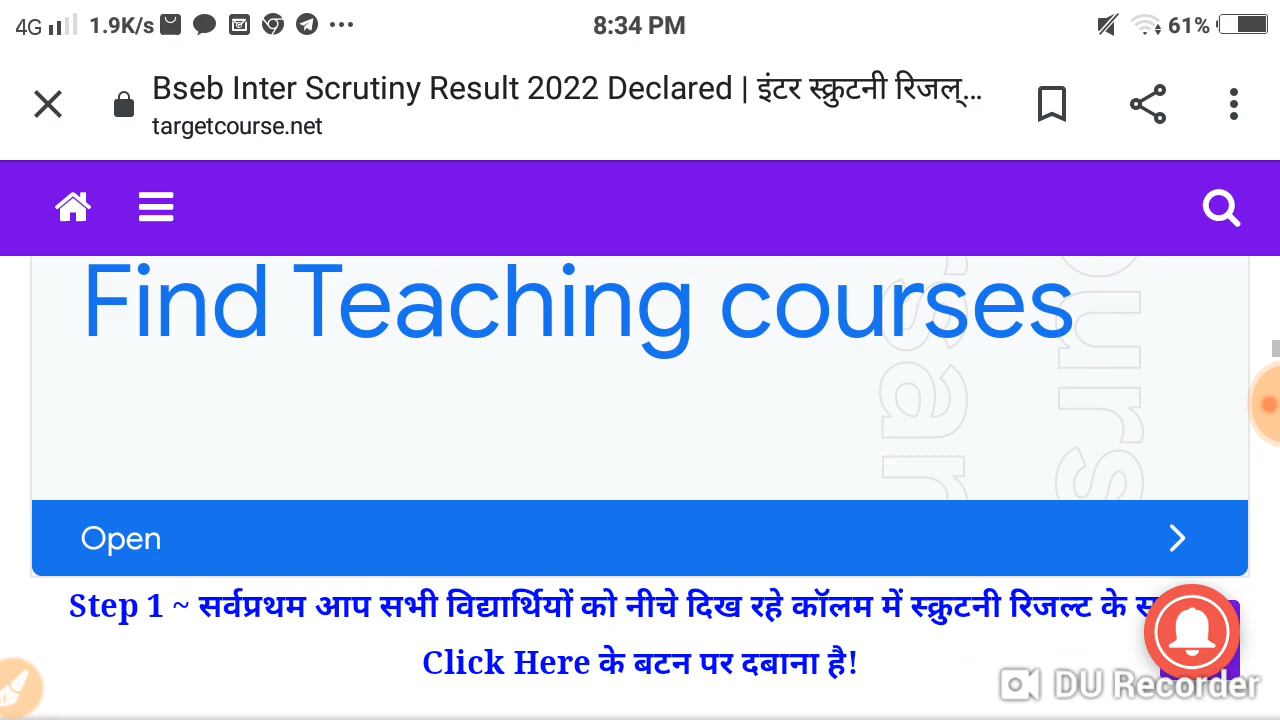 4G 1.9K/s 8:34 PM 61%
Bseb Inter Scrutiny Result 2022 Declared | इंटर स्क्रुटनी रिजल्...
targetcourse.net
Find Teaching courses
Open
Step 1 ~ सर्वप्रथम आप सभी विद्यार्थियों को नीचे दिख रहे कॉलम में स्क्रुटनी रिजल्ट के
Click Here के बटन पर दबाना है!
DU Recorder